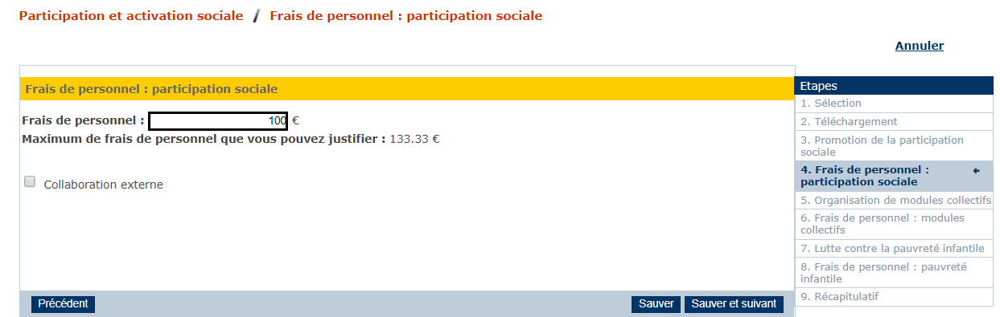 Participation et activation sociale / Frais de personnel : participation sociale
Annuler
Frais de personnel : participation sociale
Frais de personnel : 100 €
Maximum de frais de personnel que vous pouvez justifier : 133.33 €
Collaboration externe
Précédent
Sauver
Sauver et suivant
Etapes
1. Sélection
2. Téléchargement
3. Promotion de la participation
sociale
4. Frais de personnel :
participation sociale
5. Organisation de modules collectifs
6. Frais de personnel : modules
collectifs
7. Lutte contre la pauvreté infantile
8. Frais de personnel : pauvreté
infantile
9. Récapitulatif